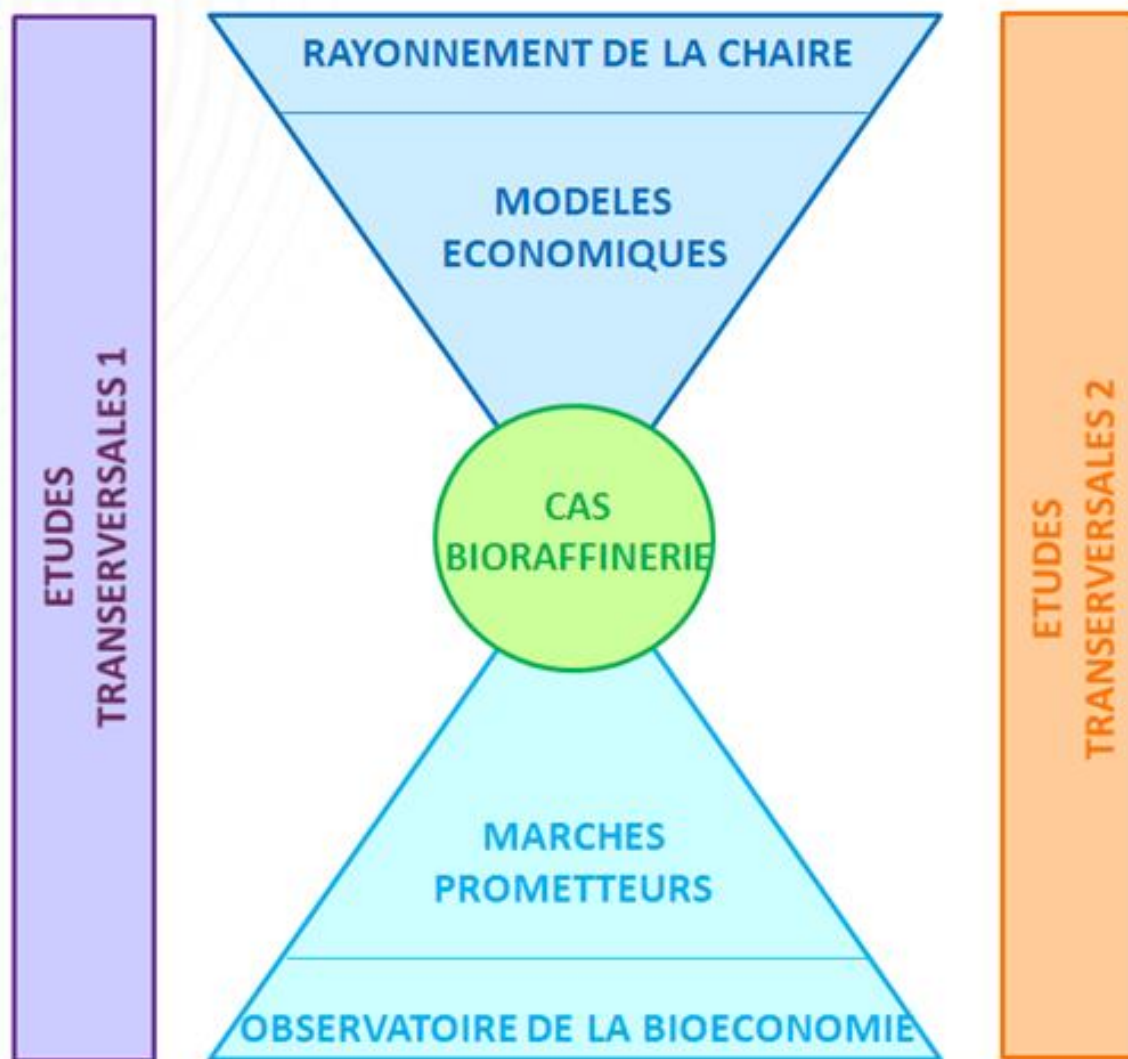 ETUDES
TRANSERVERSALES 1
RAYONNEMENT DE LA CHAIRE
MODELES
ECONOMIQUES
CAS
BIORAFFINERIE
MARCHES
PROMETTEURS
OBSERVATOIRE DE LA BIOECONOMIE
ETUDES
TRANSERVERSALES 2